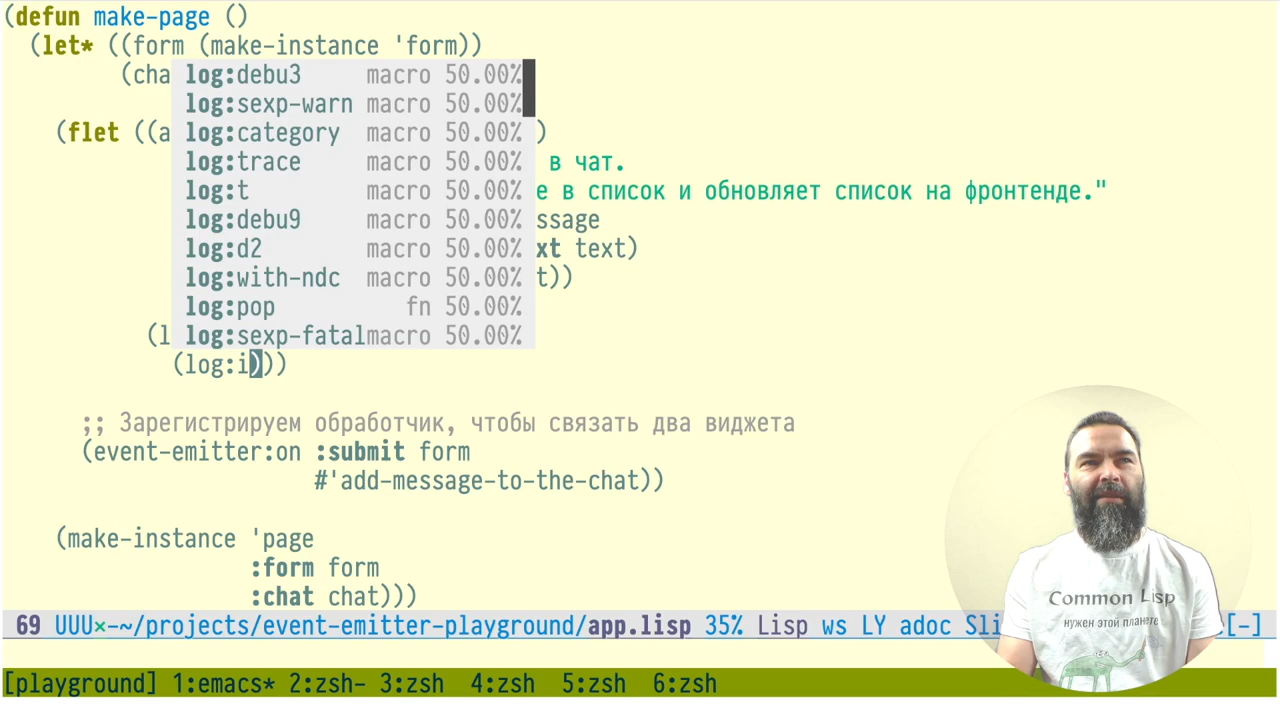 (defun make-page ()
(let* ((form (make-instance 'form))
(cha
log:debu3 macro 50.00%
log:sexp-warn macro 50.00%
(flet ((a log:category macro 50.00% )
log:trace macro 50.00% в чат.
log:t macro 50.00% е в список и обновляет список на фронтенде."
log:debu9 macro 50.00% ssage
log:d2 macro 50.00% xt text)
log:with-ndc macro 50.00% t))
log:pop fn 50.00%
(l log:sexp-fatal macro 50.00%
(log:i)))
;; Зарегистрируем обработчик, чтобы связать два виджета
(event-emitter:on :submit form
#'add-message-to-the-chat))
(make-instance 'page
:form form
:chat chat)))
Common Lisp
нужен этой планете
69 UUU×-~/projects/event-emitter-playground/app.lisp 35% Lisp ws LY adoc Sli [-]
[playground] 1:emacs* 2:zsh- 3:zsh 4:zsh 5:zsh 6:zsh